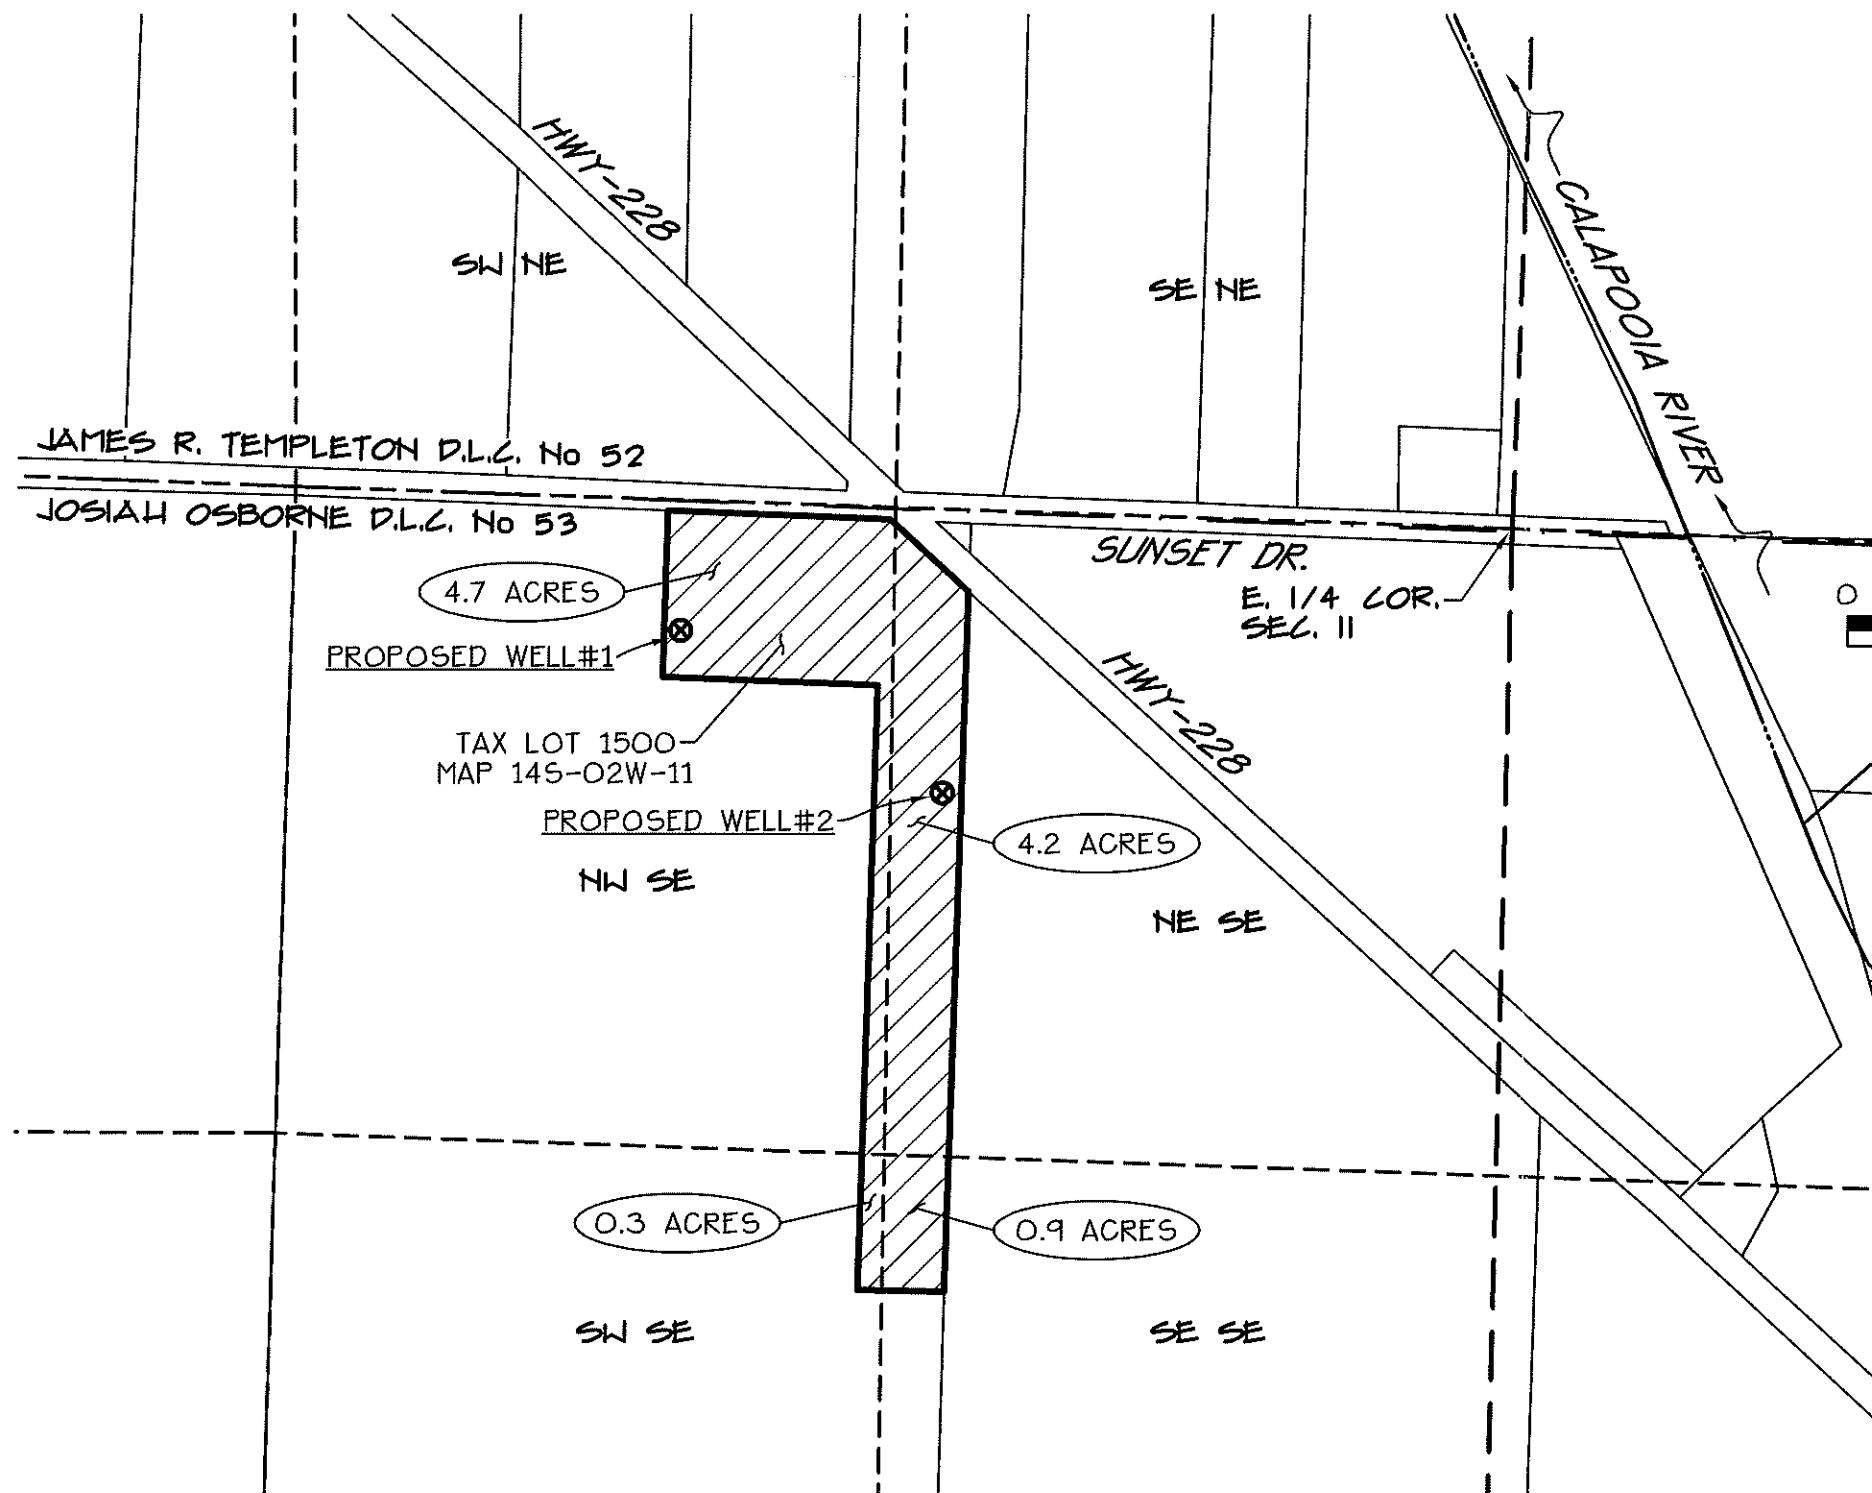 HWY-228
SW NE
SE NE
CALAPOOIA RIVER
JAMES R. TEMPLETON D.L.C. No 52
JOSIAH OSBORNE D.L.C. No 53
SUNSET DR.
4.7 ACRES
E. 1/4 COR.
SEC. 11
PROPOSED WELL#1
HWY-228
TAX LOT 1500
MAP 14S-02W-11
PROPOSED WELL#2
4.2 ACRES
NW SE
NE SE
0.3 ACRES
0.9 ACRES
SW SE
SE SE